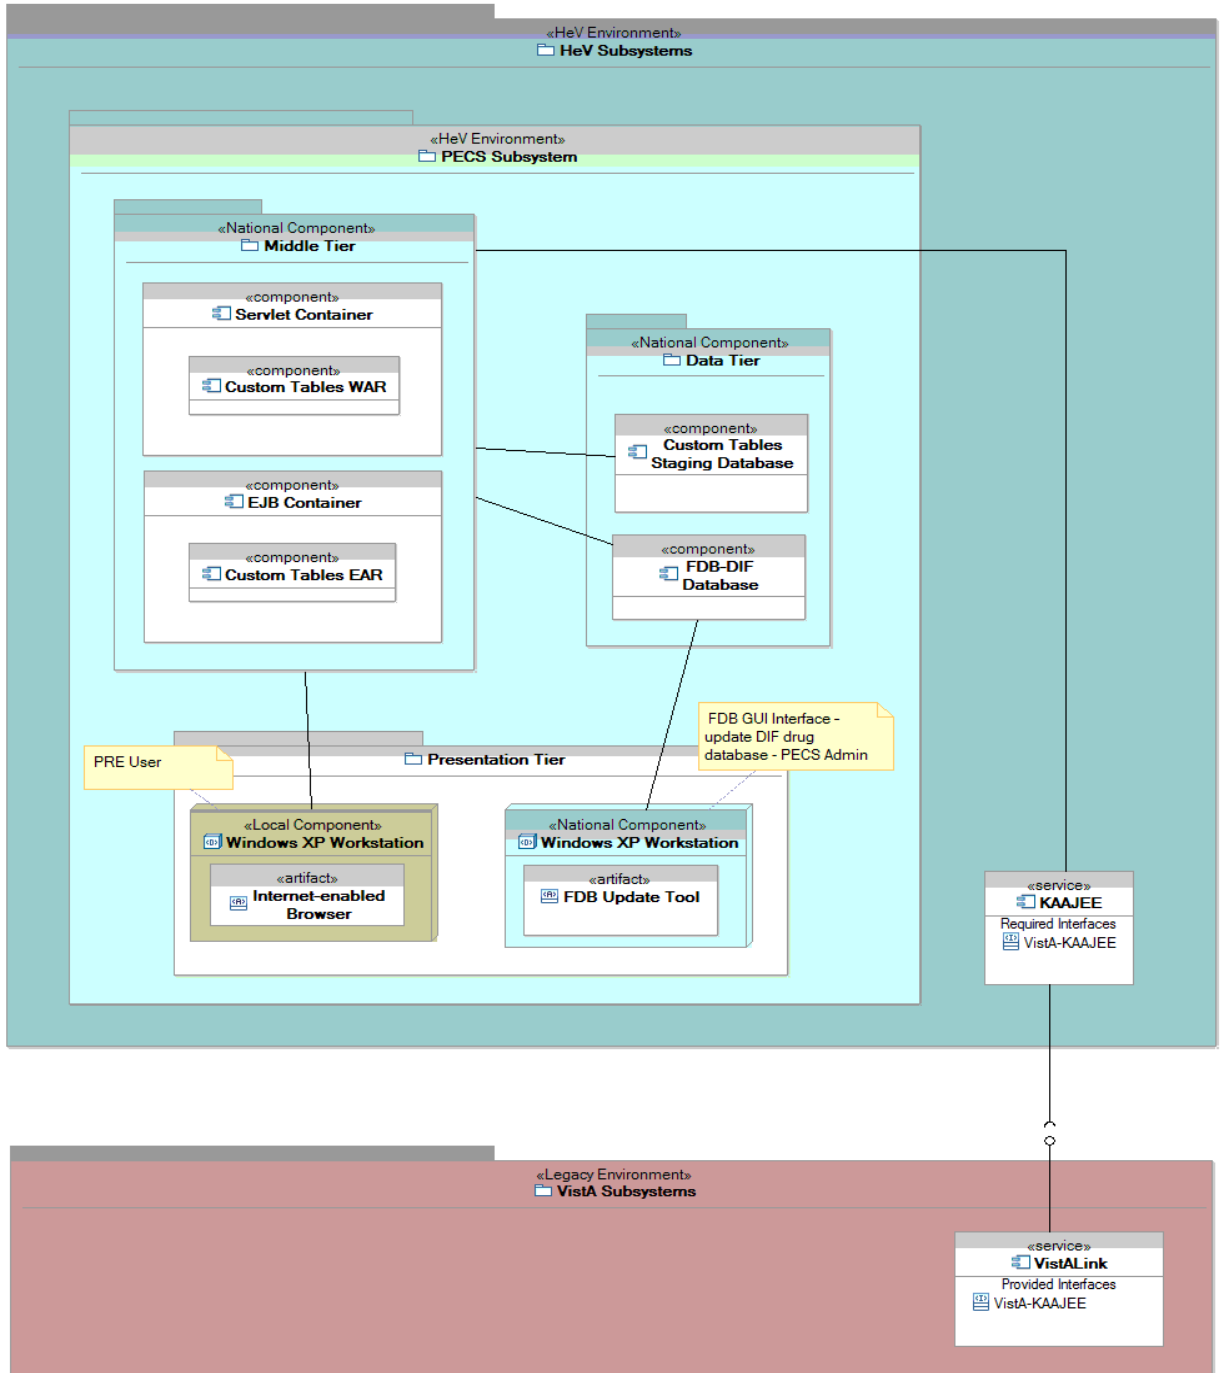 «HeV Environment»
HeV Subsystems
«HeV Environment»
PECS Subsystem
«National Component»
Middle Tier
«component»
Servlet Container
«component»
Custom Tables WAR
«component»
EJB Container
«component»
Custom Tables EAR
«National Component»
Data Tier
«component»
Custom Tables
Staging Database
«component»
FDB-DIF
Database
FDB GUI Interface -
update DIF drug
database - PECS Admin
PRE User
Presentation Tier
«Local Component»
Windows XP Workstation
«artifact»
Internet-enabled
Browser
«National Component»
Windows XP Workstation
«artifact»
FDB Update Tool
«service»
KAAJEE
Required Interfaces
VistA-KAAJEE
«Legacy Environment»
VistA Subsystems
«service»
VistALink
Provided Interfaces
VistA-KAAJEE